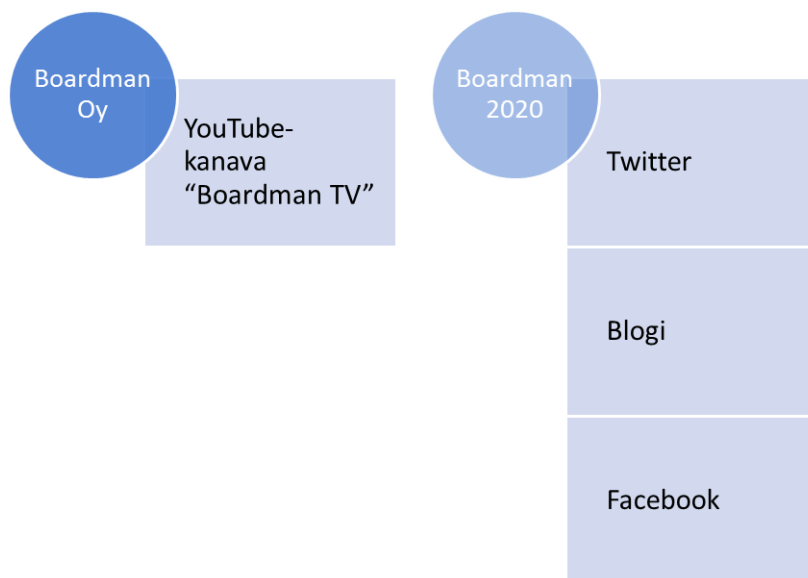 Boardman
Oy
YouTube-
kanava
“Boardman TV”
Boardman
2020
Twitter
Blogi
Facebook